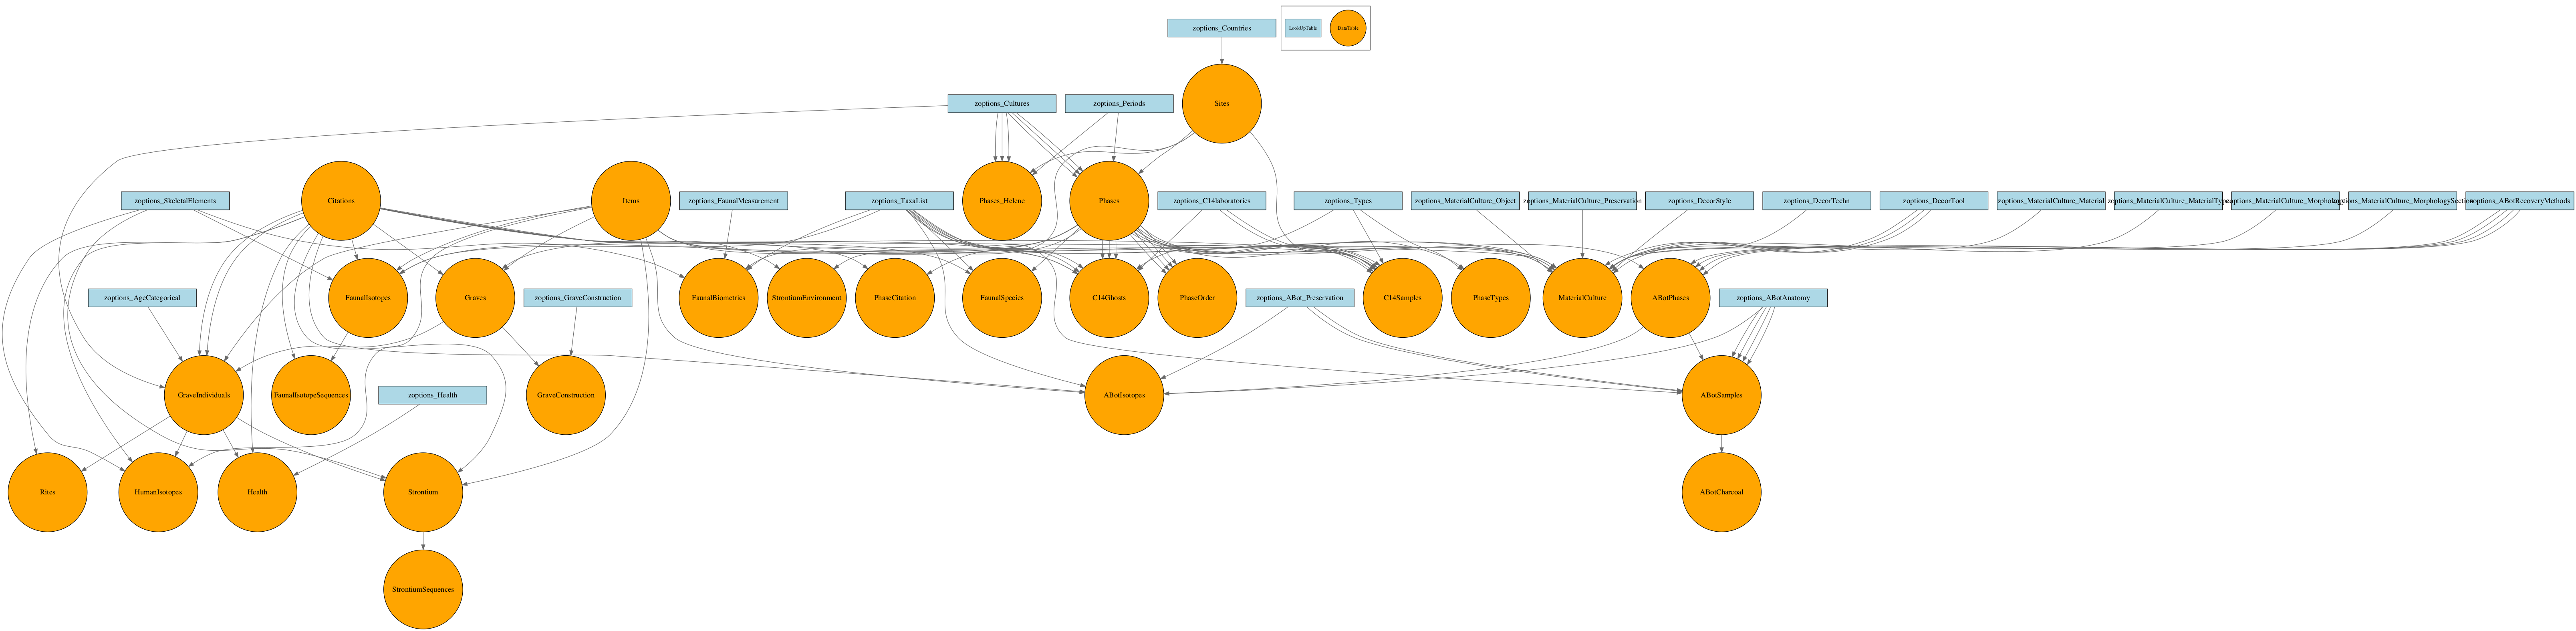 zoptions_Countries
LookUpTable
DataTable
zoptions_Cultures
zoptions_Periods
Sites
zoptions_SkeletalElements
Citations
Items
zoptions_FaunalMeasurement
zoptions_TaxaList
Phases_Helene
Phases
zoptions_C14laboratories
zoptions_Types
zoptions_MaterialCulture_Object
zoptions_MaterialCulture_Preservation
zoptions_DecorStyle
zoptions_DecorTechn
zoptions_DecorTool
zoptions_MaterialCulture_Material
zoptions_MaterialCulture_MaterialType
zoptions_MaterialCulture_Morphology
zoptions_MaterialCulture_MorphologySection
zoptions_ABotRecoveryMethods
zoptions_AgeCategorical
FaunalIsotopes
Graves
zoptions_GraveConstruction
FaunalBiometrics
StrontiumEnvironment
PhaseCitation
FaunalSpecies
C14Ghosts
PhaseOrder
zoptions_ABot_Preservation
C14Samples
PhaseTypes
MaterialCulture
ABotPhases
zoptions_ABotAnatomy
GraveIndividuals
FaunalIsotopeSequences
zoptions_Health
GraveConstruction
ABotIsotopes
ABotSamples
Rites
HumanIsotopes
Health
Strontium
ABotCharcoal
StrontiumSequences